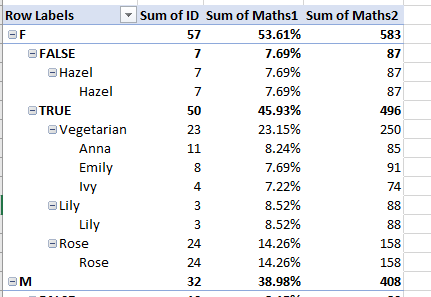 Row Labels Sum of ID Sum of Maths1 Sum of Maths2
F 57 53.61% 583
FALSE 7 7.69% 87
Hazel 7 7.69% 87
Hazel 7 7.69% 87
TRUE 50 45.93% 496
Vegetarian 23 23.15% 250
Anna 11 8.24% 85
Emily 8 7.69% 91
Ivy 4 7.22% 74
Lily 3 8.52% 88
Lily 3 8.52% 88
Rose 24 14.26% 158
Rose 24 14.26% 158
M 32 38.98% 408